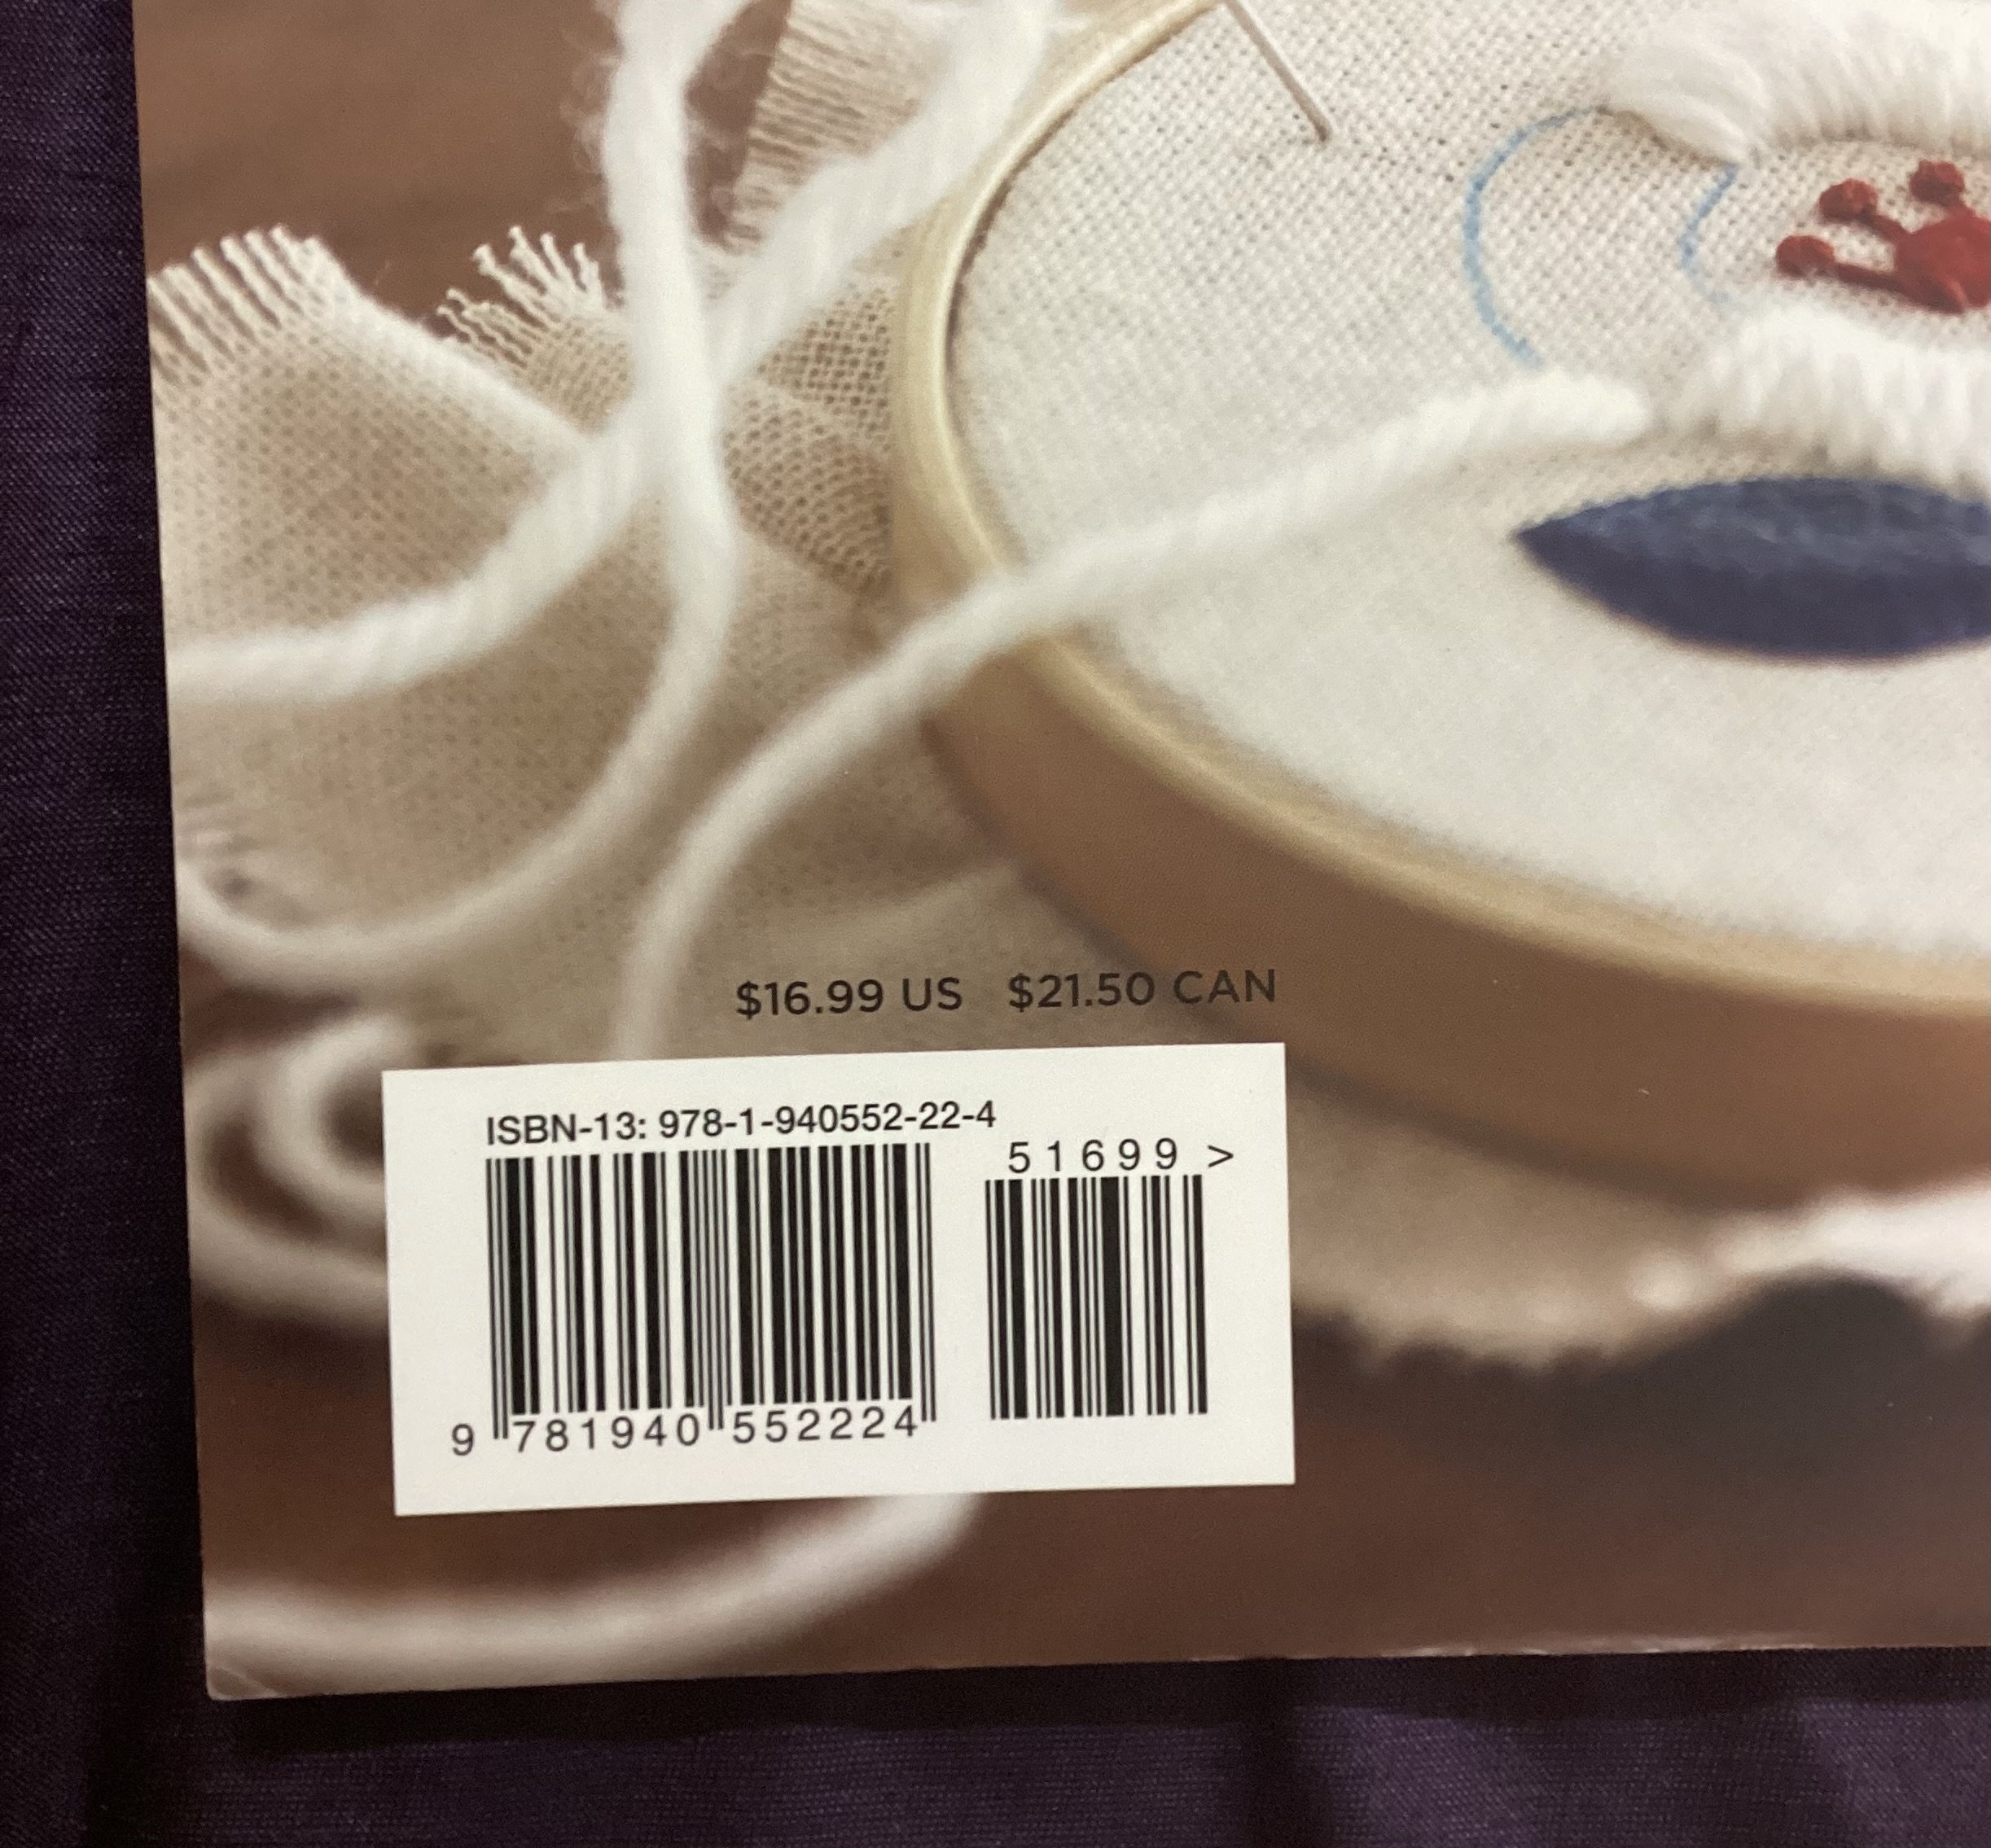 $16.99 US $21.50 CAN
ISBN-13: 978-1-940552-22-4
51699 >
9 781940 552224